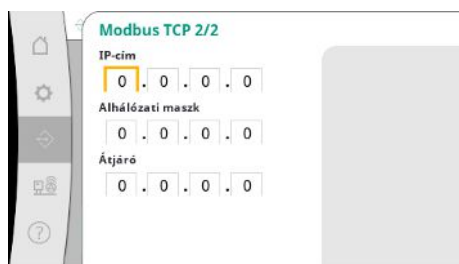 Modbus TCP 2/2
IP-cím
0 . 0 . 0 . 0
Alhálózati maszk
0 . 0 . 0 . 0
Átjáró
0 . 0 . 0 . 0
?